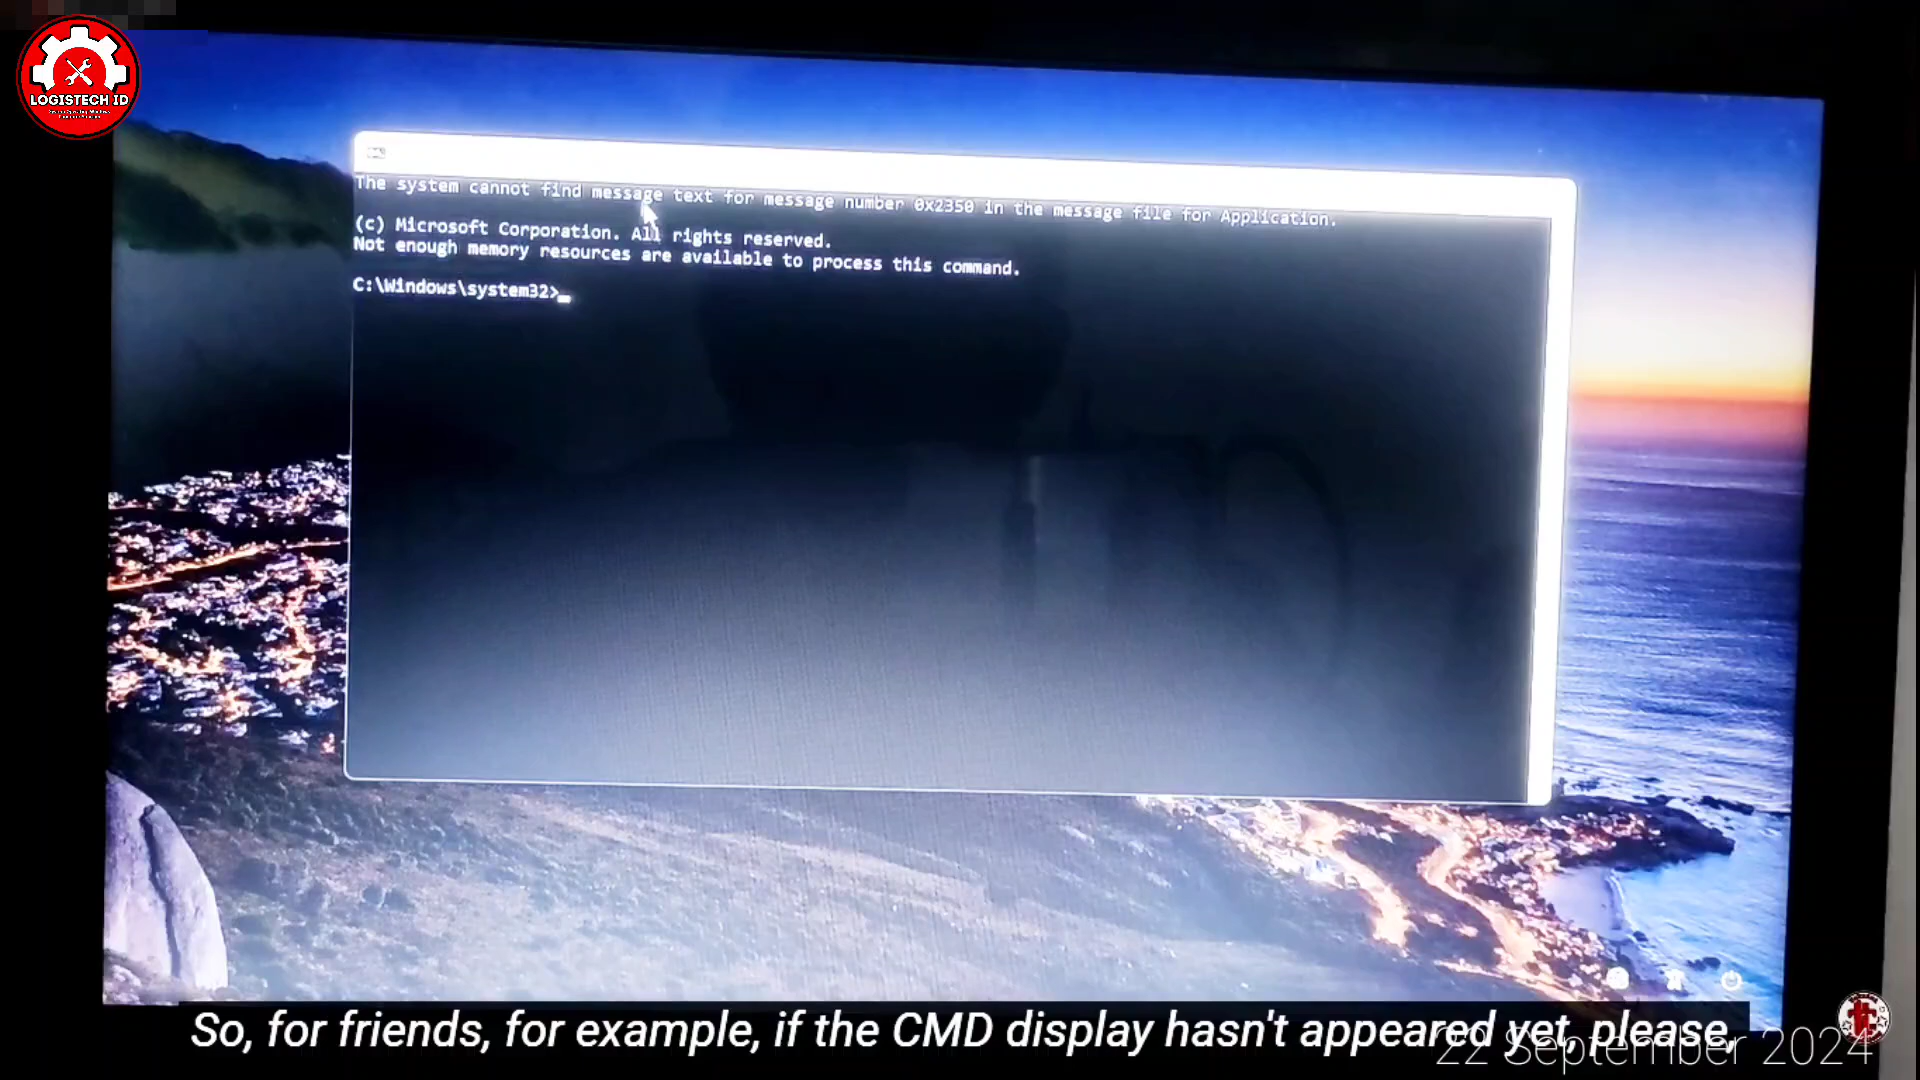 LOGISTECH ID
The system cannot find message text for message number 0x2350 in the message file for Application.
(c) Microsoft Corporation. All rights reserved.
Not enough memory resources are available to process this command.
C:\Windows\system32>
So, for friends, for example, if the CMD display hasn't appeared yet, please,
22 September 2024